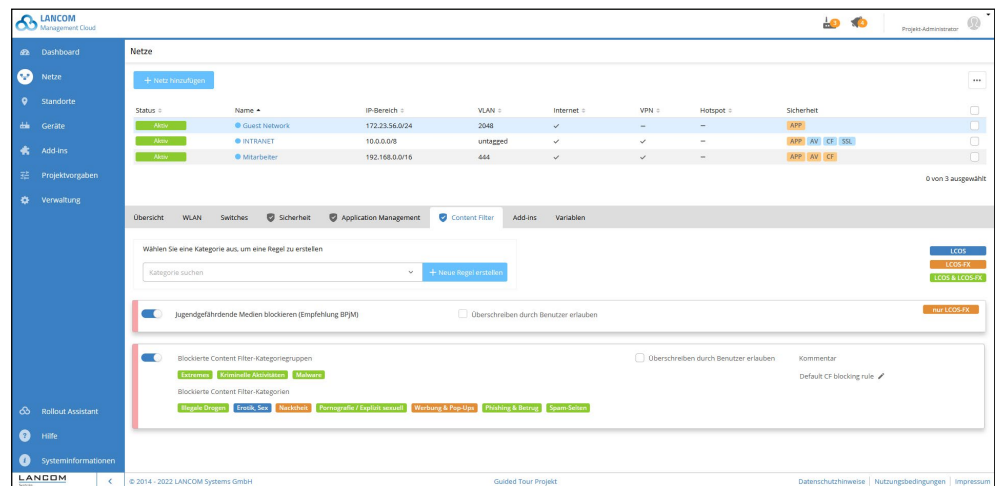 LANCOM
Management Cloud
Projekt-Administrator
Dashboard
Netze
Standorte
Geräte
Add-ins
Projektvorgaben
Verwaltung
Rollout Assistant
Hilfe
Systeminformationen
LANCOM
Netze
+ Netz hinzufügen
...
Status Name IP-Bereich VLAN Internet VPN Hotspot Sicherheit
Aktiv Guest Network 172.23.56.0/24 2048 ✓ – – APP
Aktiv INTRANET 10.0.0.0/8 untagged ✓ ✓ – APP AV CF SSL
Aktiv Mitarbeiter 192.168.0.0/16 444 ✓ ✓ – APP AV CF
0 von 3 ausgewählt
Übersicht WLAN Switches Sicherheit Application Management Content Filter Add-ins Variablen
Wählen Sie eine Kategorie aus, um eine Regel zu erstellen
Kategorie suchen + Neue Regel erstellen
LCOS
LCOS-FX
LCOS & LCOS-FX
Jugendgefährdende Medien blockieren (Empfehlung BPjM) Überschreiben durch Benutzer erlauben nur LCOS-FX
Blockierte Content Filter-Kategoriegruppen Überschreiben durch Benutzer erlauben Kommentar
Extremes Kriminelle Aktivitäten Malware Default CF blocking rule
Blockierte Content Filter-Kategorien
Illegale Drogen Erotik, Sex Nacktheit Pornografie / Explizit sexuell Werbung & Pop-Ups Phishing & Betrug Spam-Seiten
© 2014 - 2022 LANCOM Systems GmbH Guided Tour Projekt Datenschutzhinweise Nutzungsbedingungen Impressum